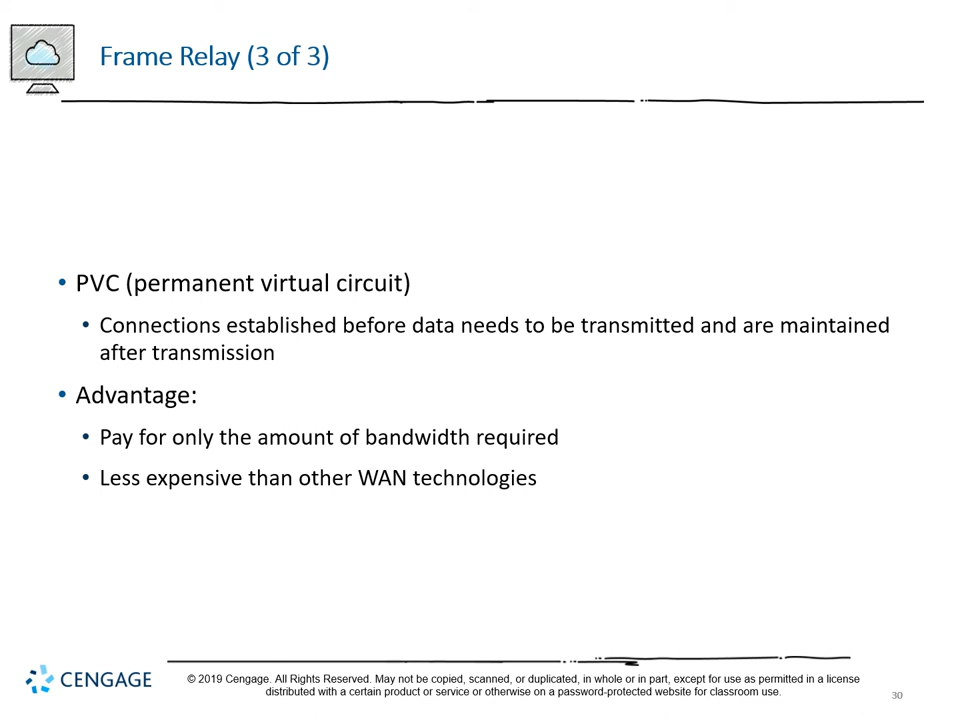 Frame Relay (3 of 3)
• PVC (permanent virtual circuit)
• Connections established before data needs to be transmitted and are maintained
after transmission
• Advantage:
• Pay for only the amount of bandwidth required
• Less expensive than other WAN technologies
CENGAGE
© 2019 Cengage. All Rights Reserved. May not be copied, scanned, or duplicated, in whole or in part, except for use as permitted in a license
distributed with a certain product or service or otherwise on a password-protected website for classroom use.
30